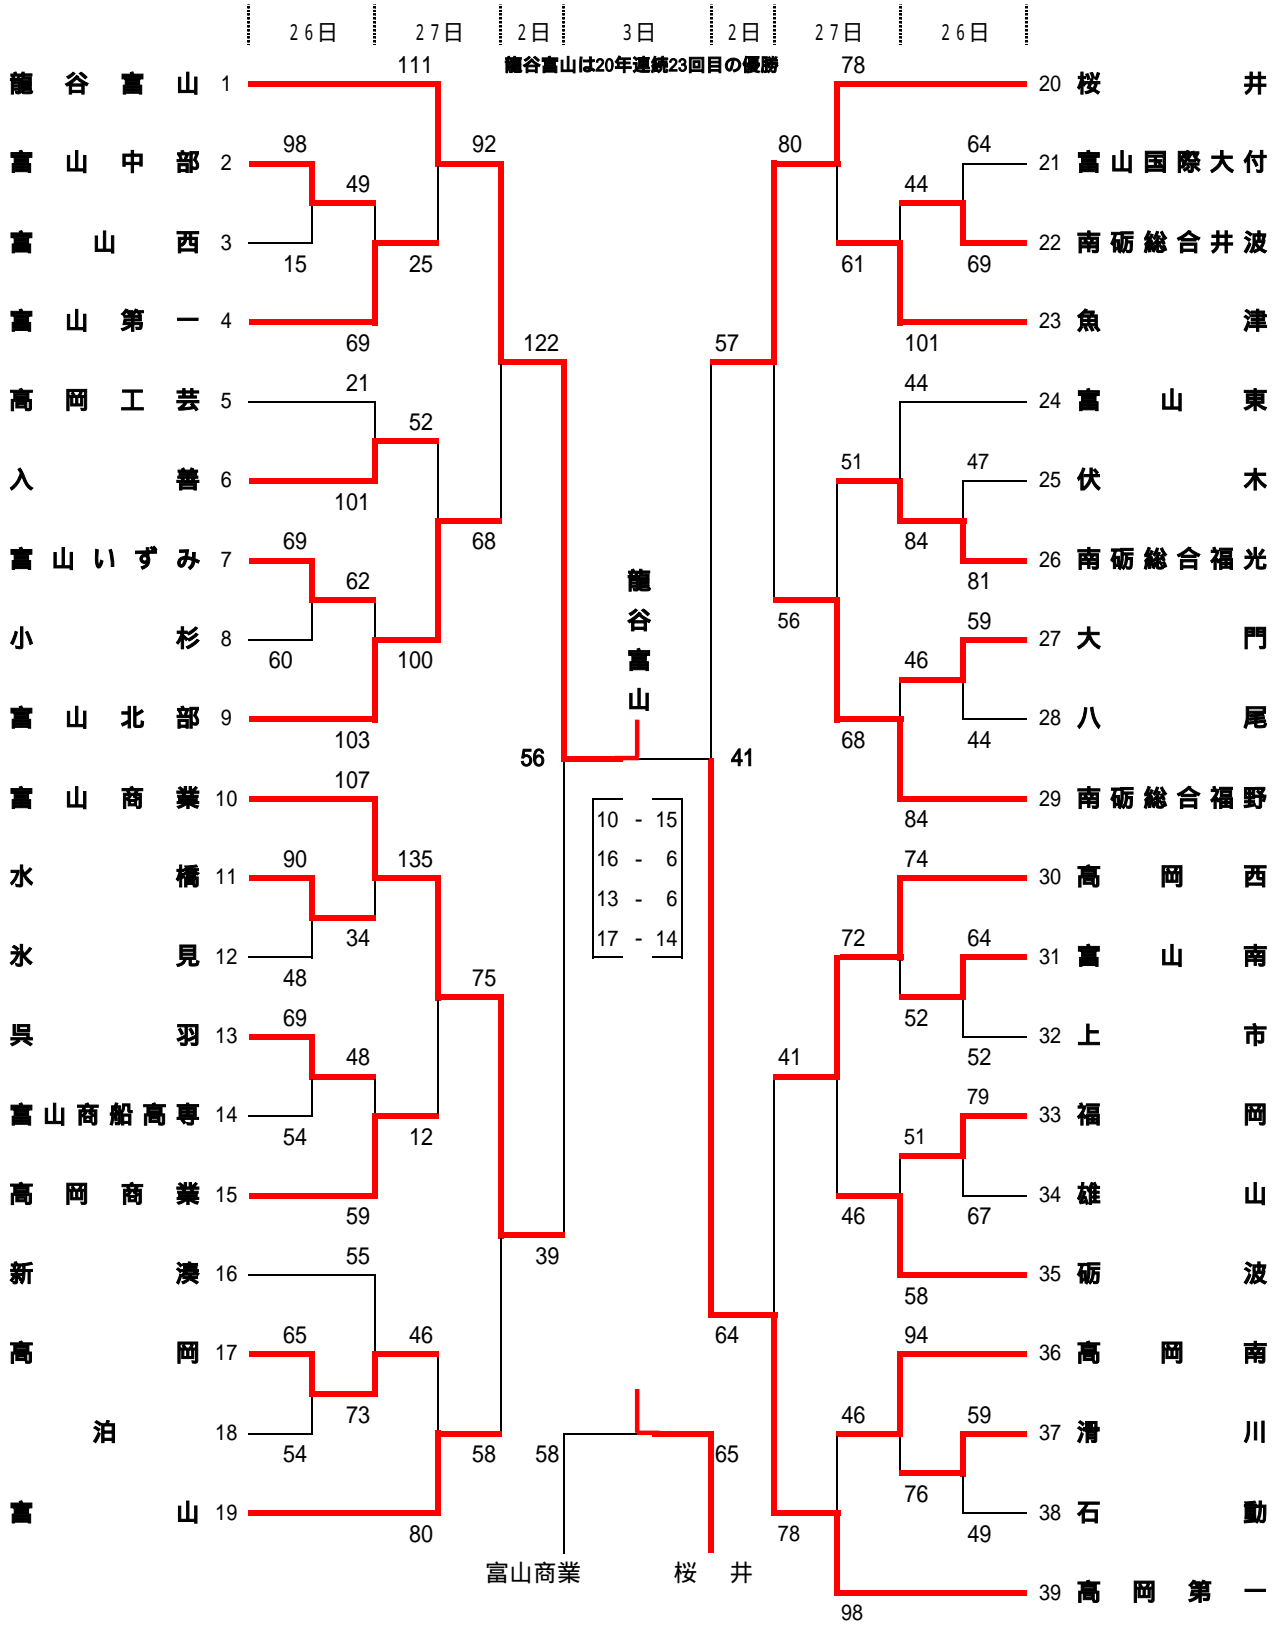 26日 27日 2日 3日 2日 27日 26日
龍谷富山は20年連続23回目の優勝
111 78
龍谷富山 1 20 桜井
98 92 80 64
富山中部 2 21 富山国際大付
49 44
富山西 3 22 南砺総合井波
15 25 61 69
富山第一 4 23 魚津
69 122 57 101
21 44
高岡工芸 5 24 富山東
52 51 47
入善 6 25 伏木
101
69 68 84
富山いずみ 7 26 南砺総合福光
62 81
56 59
小杉 8 27 大門
60 100 46
龍谷富山
富山北部 9 28 八尾
103 68 44
56 41
107
富山商業 10 29 南砺総合福野
10 - 15 84
90 135 16 - 6 74
水橋 11 30 高岡西
13 - 6
34 17 - 14 72 64
氷見 12 31 富山南
48 75
69 52
呉羽 13 32 上市
48 41 52
79
富山商船高専 14 33 福岡
54 12 51
高岡商業 15 34 雄山
59 46 67
55 39
新湊 16 35 砺波
58
65 46 64 94
高岡 17 36 高岡南
73 46 59
泊 18 37 滑川
54 58 58 65
76
富山 19 38 石動
80 78 49
富山商業 桜井
39 高岡第一
98